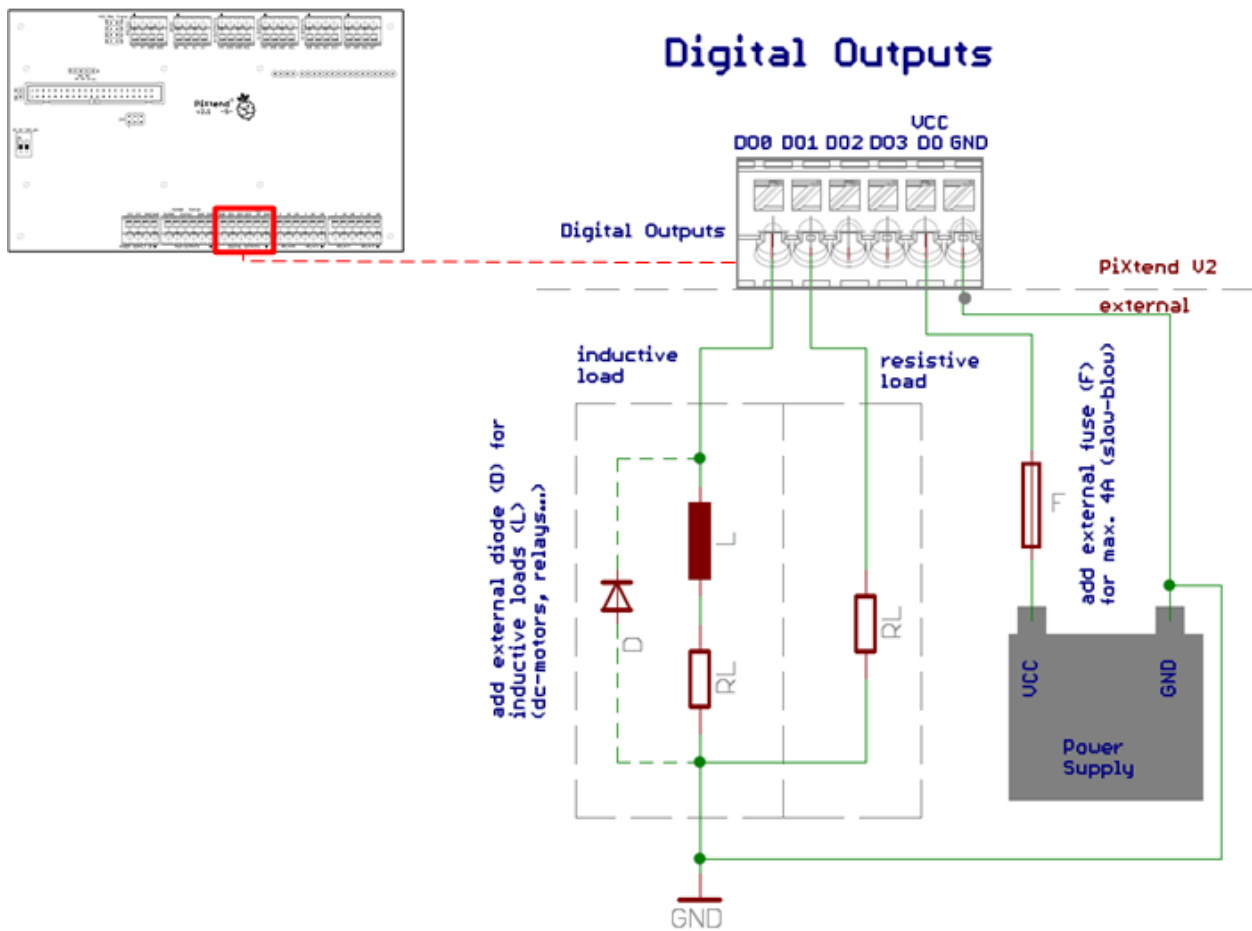 Digital Outputs
PiXtend
VCC
DO0 DO1 DO2 DO3 DO GND
Digital Outputs
PiXtend V2
external
inductive
load
resistive
load
add external diode (D) for
inductive loads (L)
(dc-motors, relays...)
D
L
RL
RL
F
add external fuse (F)
for max. 4A (slow-blow)
VCC
GND
Power
Supply
GND